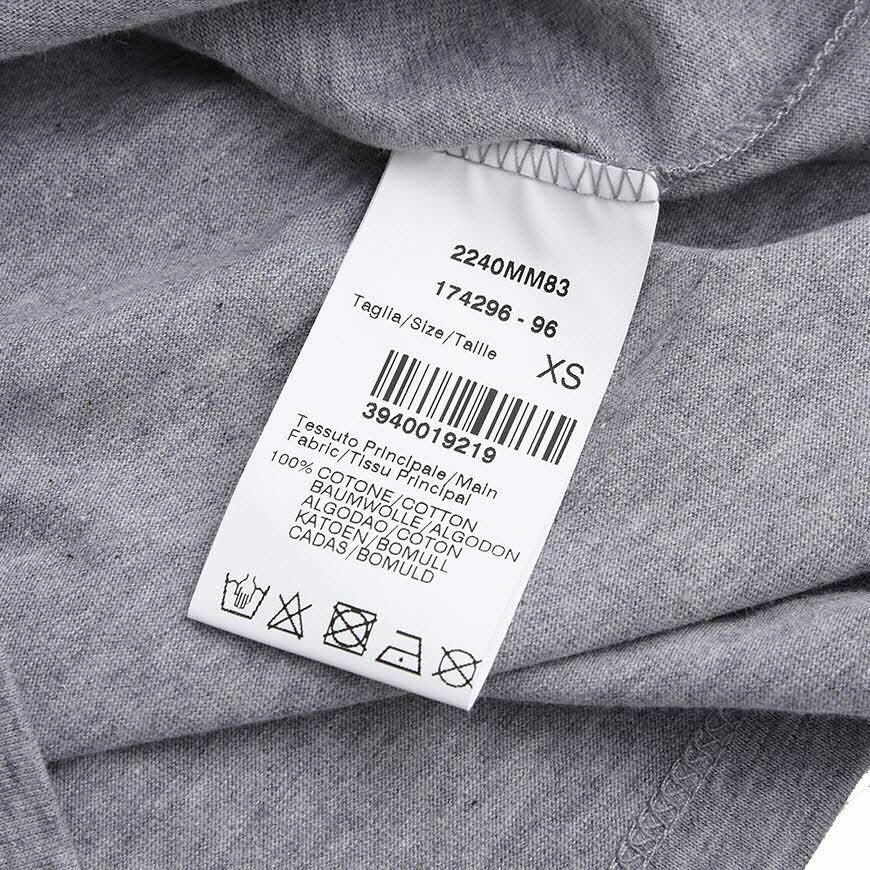 2240MM83
174296 - 96
Taglia/Size/Taille
XS
3940019219
Tessuto Principale/Main
Fabric/Tissu Principal
100% COTONE/COTTON
BAUMWOLLE/ALGODON
ALGODAO/COTON
KATOEN/BOMULL
CADAS/BOMULD